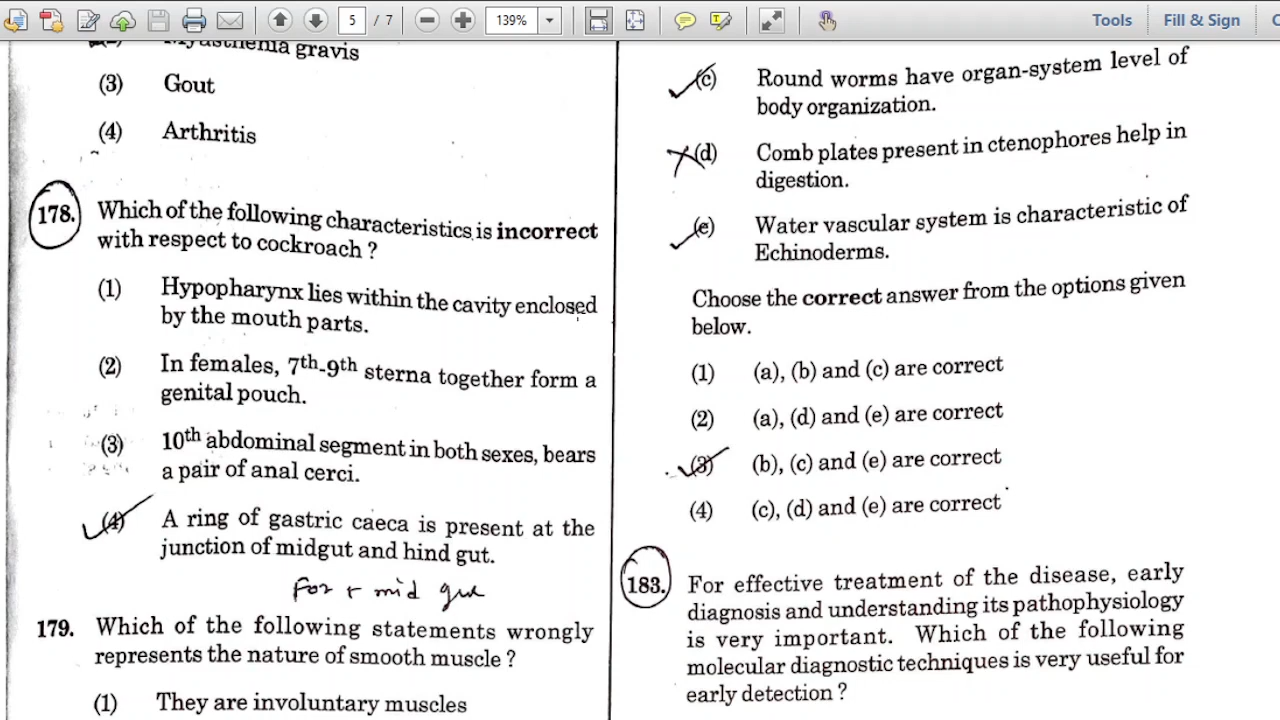 5 / 7
139%
Tools
Fill & Sign
C
Myasthenia gravis
(3) Gout
(4) Arthritis
178. Which of the following characteristics is incorrect
with respect to cockroach ?
(1) Hypopharynx lies within the cavity enclosed
by the mouth parts.
(2) In females, 7th-9th sterna together form a
genital pouch.
(3) 10th abdominal segment in both sexes, bears
a pair of anal cerci.
(4) A ring of gastric caeca is present at the
junction of midgut and hind gut.
179. Which of the following statements wrongly
represents the nature of smooth muscle ?
(1) They are involuntary muscles
(c) Round worms have organ-system level of
body organization.
(d) Comb plates present in ctenophores help in
digestion.
(e) Water vascular system is characteristic of
Echinoderms.
Choose the correct answer from the options given
below.
(1) (a), (b) and (c) are correct
(2) (a), (d) and (e) are correct
(3) (b), (c) and (e) are correct
(4) (c), (d) and (e) are correct
183. For effective treatment of the disease, early
diagnosis and understanding its pathophysiology
is very important. Which of the following
molecular diagnostic techniques is very useful for
early detection ?